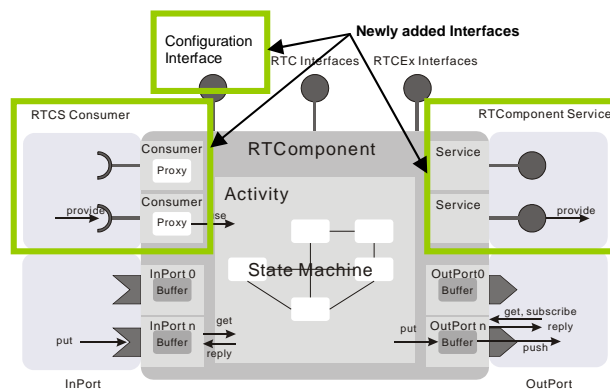 Newly added Interfaces
Configuration
Interface
RTC Interfaces
RTCEx Interfaces
RTCS Consumer
RTComponent Service
Consumer
Proxy
RTComponent
Service
Consumer
Proxy
provide
use
Activity
Service
provide
State Machine
InPort 0
Buffer
OutPort0
Buffer
InPort n
Buffer
put
get
reply
put
OutPort n
Buffer
get, subscribe
reply
push
InPort
OutPort